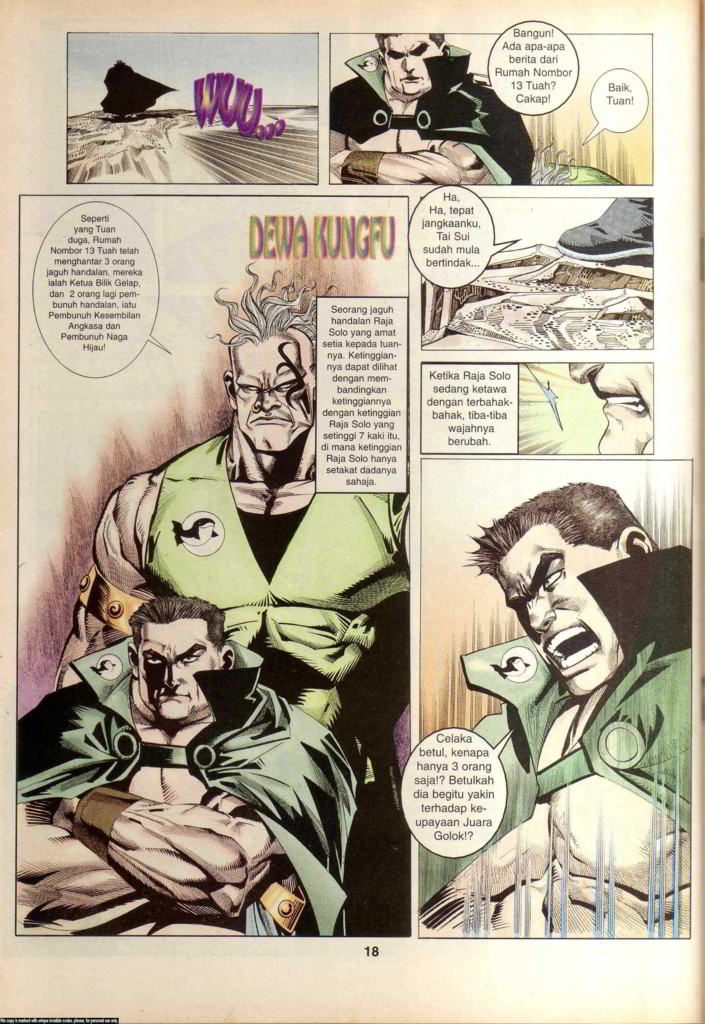 WUU...
Bangun!
Ada apa-apa
berita dari
Rumah Nombor
13 Tuah?
Cakap!
Baik,
Tuan!
Seperti
yang Tuan
duga, Rumah
Nombor 13 Tuah telah
menghantar 3 orang
jaguh handalan, mereka
ialah Ketua Bilik Gelap,
dan 2 orang lagi pem-
bunuh handalan, iatu
Pembunuh Kesembilan
Angkasa dan
Pembunuh Naga
Hijau!
DEWA KUNGFU
Seorang jaguh
handalan Raja
Solo yang amat
setia kepada tuan-
nya. Ketinggian-
nya dapat dilihat
dengan mem-
bandingkan
ketinggiannya
dengan ketinggian
Raja Solo yang
setinggi 7 kaki itu,
di mana ketinggian
Raja Solo hanya
setakat dadanya
sahaja.
Ha,
Ha, tepat
jangkaanku,
Tai Sui
sudah mula
bertindak...
Ketika Raja Solo
sedang ketawa
dengan terbahak-
bahak, tiba-tiba
wajahnya
berubah.
Celaka
betul, kenapa
hanya 3 orang
saja!? Betulkah
dia begitu yakin
terhadap ke-
upayaan Juara
Golok!?
18